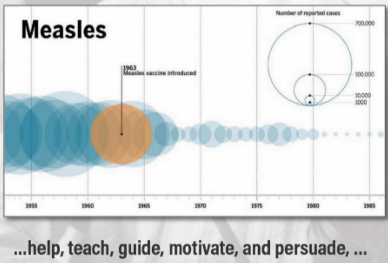 Measles
Number of reported cases
700,000
100,000
10,000
1000
1963
Measles vaccine introduced
1955 1960 1965 1970 1975 1980 1985
...help, teach, guide, motivate, and persuade, ...